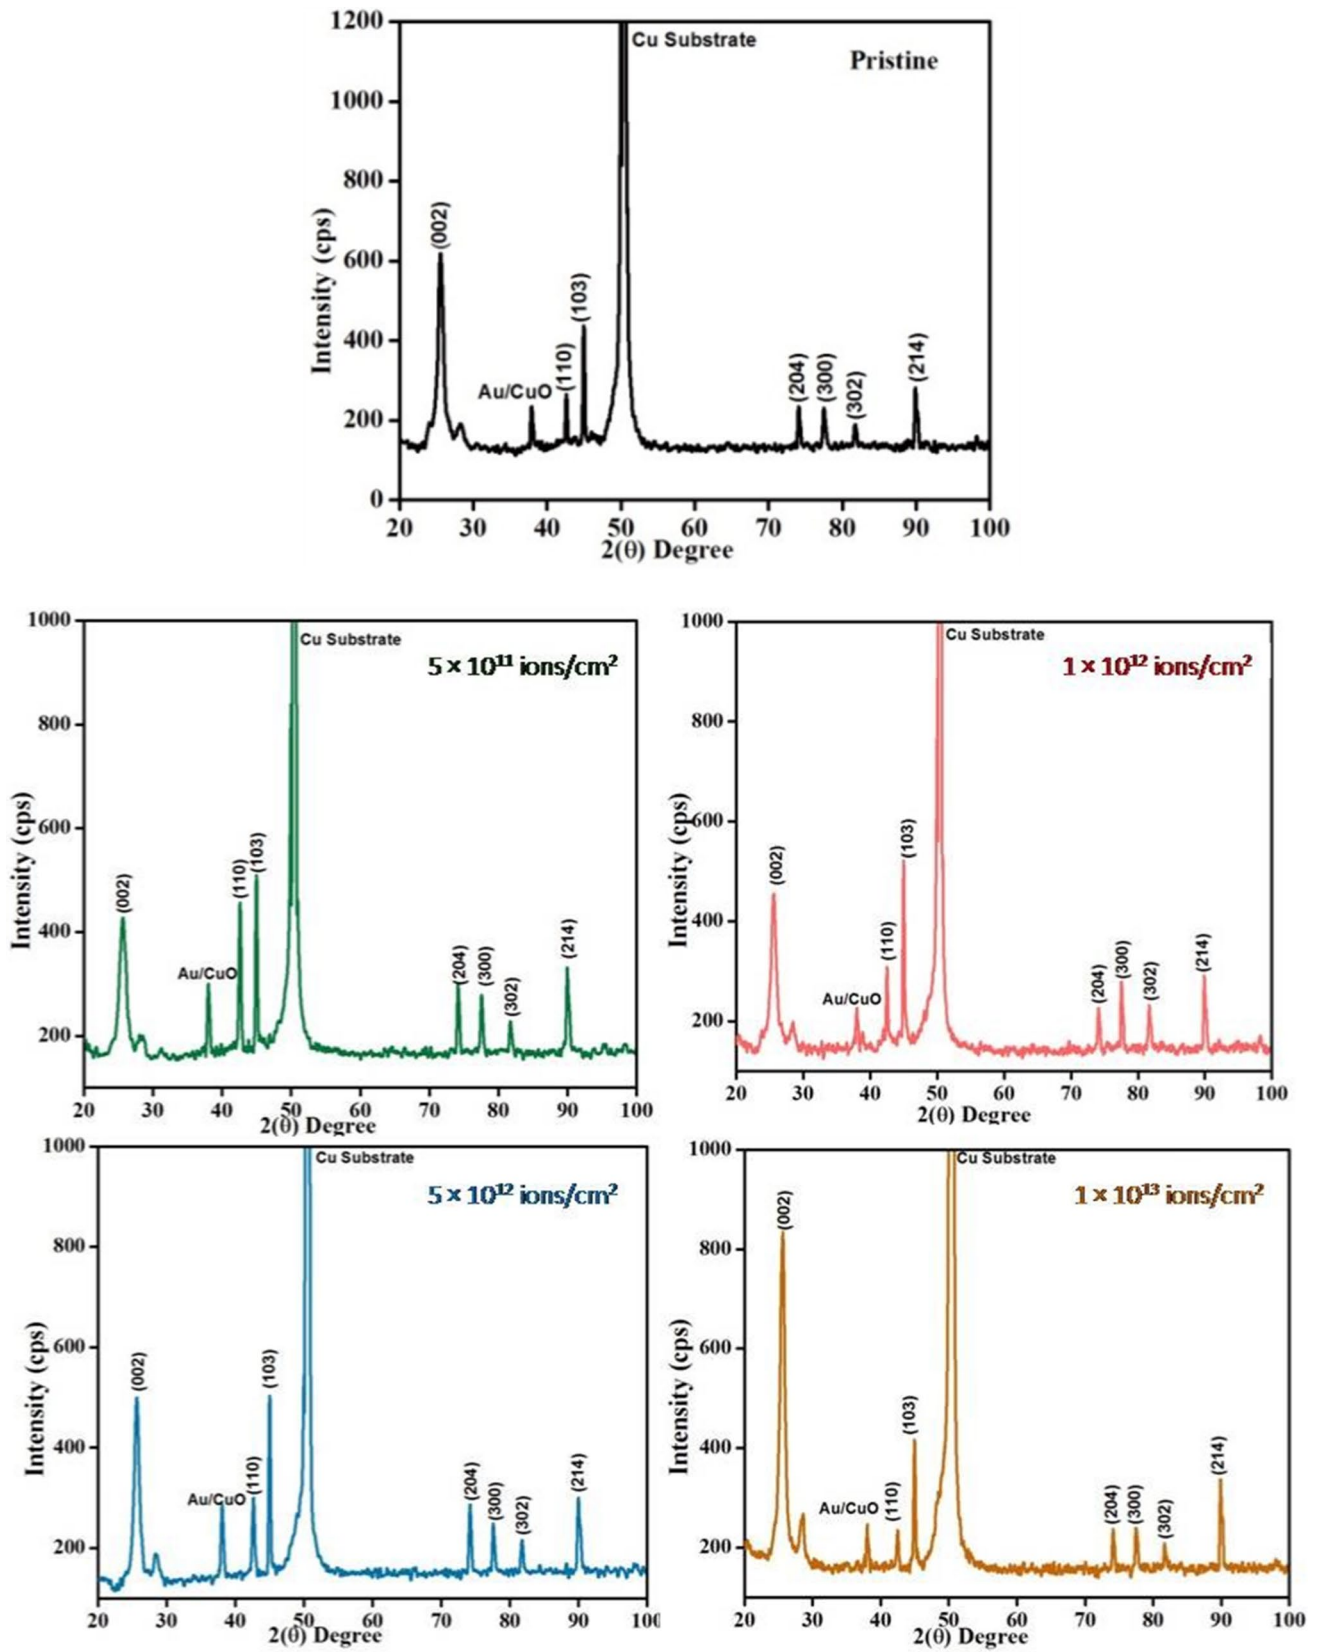 1200
Cu Substrate
Pristine
1000
800
(002)
600
(103)
400
(110)
Au/CuO
(204)
(300)
(302)
(214)
200
0
Intensity (cps)
20 30 40 50 60 70 80 90 100
2(θ) Degree
1000
Cu Substrate
5 × 10¹¹ ions/cm²
800
600
(103)
(110)
(002)
400
Au/CuO
(204)
(300)
(302)
(214)
200
Intensity (cps)
20 30 40 50 60 70 80 90 100
2(θ) Degree
1000
Cu Substrate
1 × 10¹² ions/cm²
800
600
(103)
(002)
400
(110)
Au/CuO
(204)
(300)
(302)
(214)
200
Intensity (cps)
20 30 40 50 60 70 80 90 100
2(θ) Degree
1000
Cu Substrate
5 × 10¹² ions/cm²
800
600
(002)
(103)
400
Au/CuO
(110)
(204)
(300)
(302)
(214)
200
Intensity (cps)
20 30 40 50 60 70 80 90 100
2(θ) Degree
1000
Cu Substrate
1 × 10¹³ ions/cm²
(002)
800
600
(103)
400
Au/CuO
(110)
(204)
(300)
(302)
(214)
200
Intensity (cps)
20 30 40 50 60 70 80 90 100
2(θ) Degree